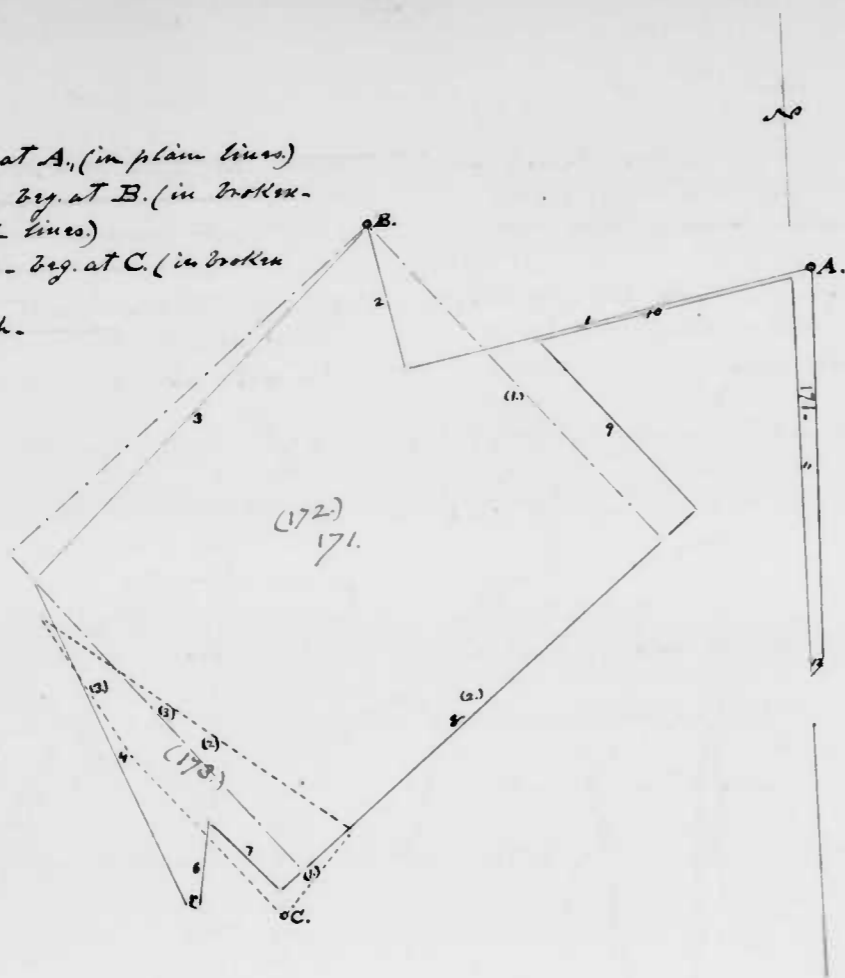 at A., (in plain lines.)
beg. at B. (in broken-
lines.)
- beg. at C. (in broken
h.
N
B.
A.
2
1
10
3
(1.)
9
171.
11
(172.)
171.
12
(2.)
8
(3)
(3)
(2)
4
(173.)
6
7
(1)
5
C.